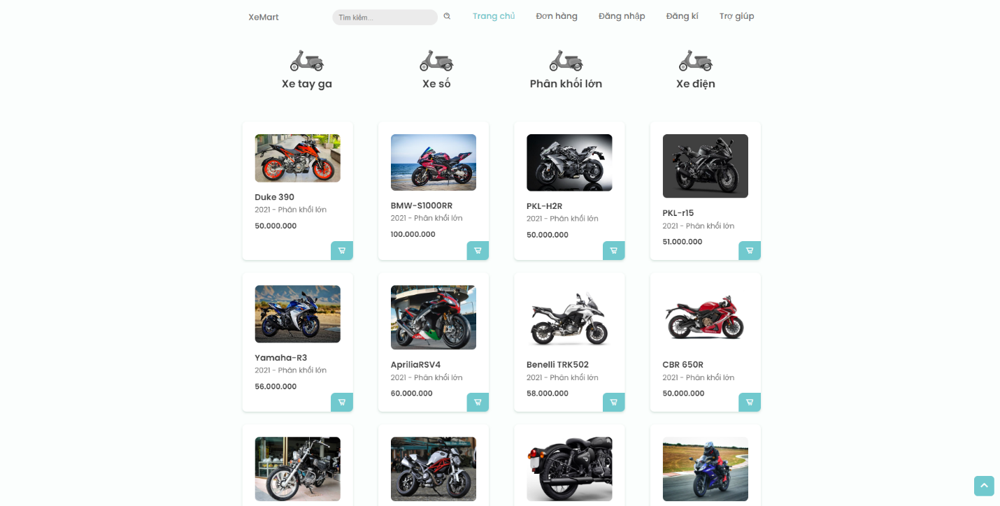 XeMart
Tìm kiếm...
Trang chủ
Đơn hàng
Đăng nhập
Đăng kí
Trợ giúp
Xe tay ga
Xe số
Phân khối lớn
Xe điện
Duke 390
2021 - Phân khối lớn
50.000.000
BMW-S1000RR
2021 - Phân khối lớn
100.000.000
PKL-H2R
2021 - Phân khối lớn
50.000.000
PKL-r15
2021 - Phân khối lớn
51.000.000
Yamaha-R3
2021 - Phân khối lớn
56.000.000
ApriliaRSV4
2021 - Phân khối lớn
60.000.000
Benelli TRK502
2021 - Phân khối lớn
58.000.000
CBR 650R
2021 - Phân khối lớn
50.000.000